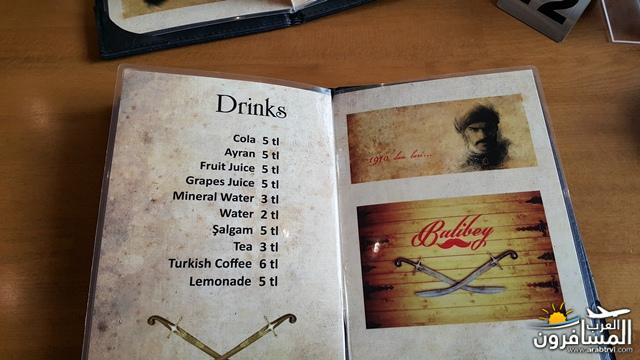 12
Drinks
Cola 5 tl
Ayran 5 tl
Fruit Juice 5 tl
Grapes Juice 5 tl
Mineral Water 3 tl
Water 2 tl
Şalgam 5 tl
Tea 3 tl
Turkish Coffee 6 tl
Lemonade 5 tl
Balibey
العرب
المسافرون
www.arabtrvl.com